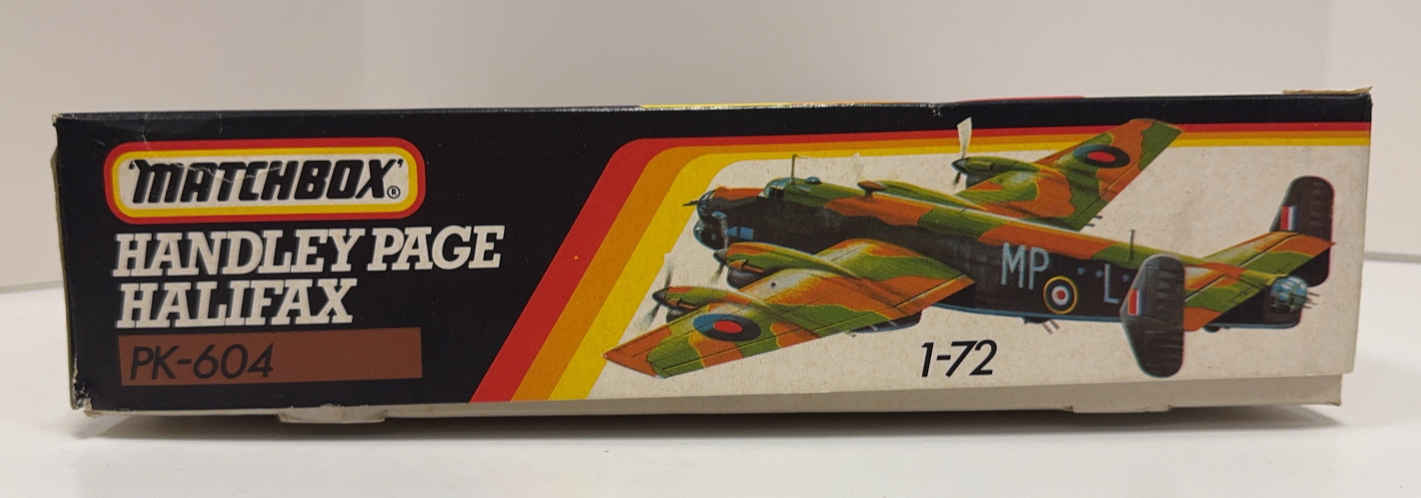 'MATCHBOX'®
HANDLEY PAGE
HALIFAX
PK-604
MP L
1-72